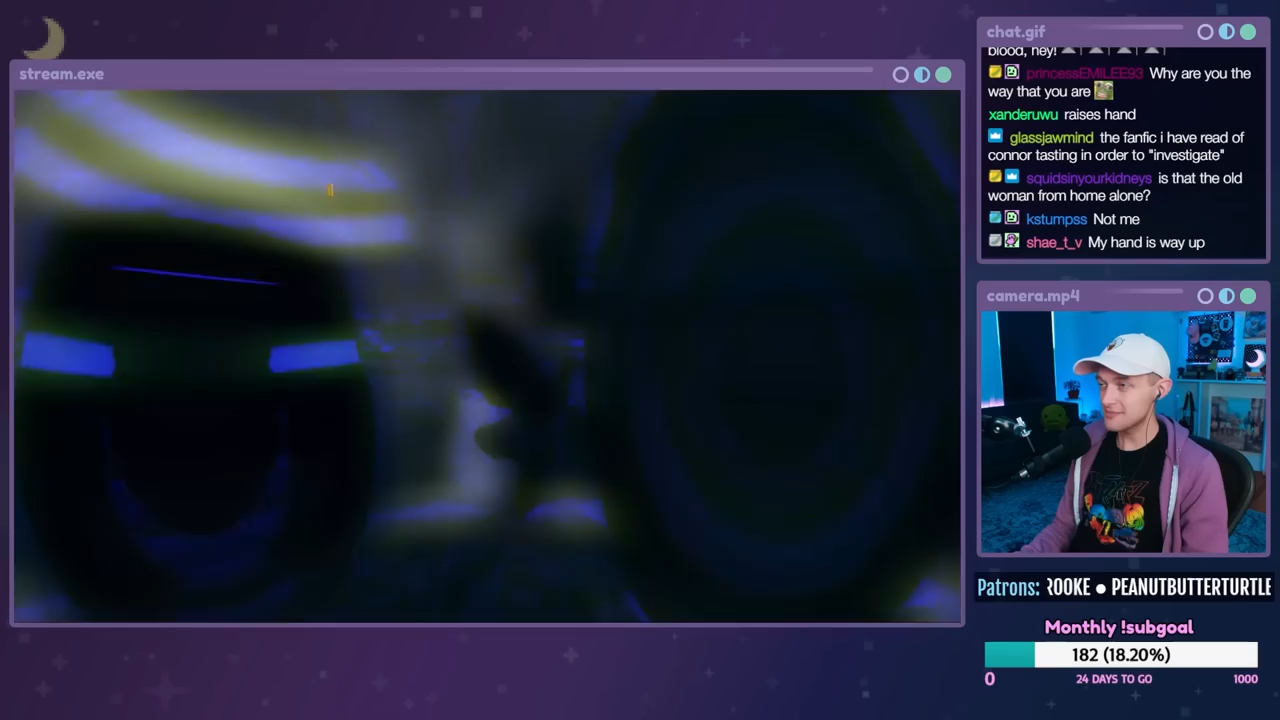 stream.exe
chat.gif
blood, hey!
princessEMILEE93 Why are you the
way that you are
xanderuwu raises hand
glassjawmind the fanfic i have read of
connor tasting in order to "investigate"
squidsinyourkidneys is that the old
woman from home alone?
kstumpss Not me
shae_t_v My hand is way up
camera.mp4
Patrons: ROOKE ● PEANUTBUTTERTURTLE
Monthly !subgoal
182 (18.20%)
0 24 DAYS TO GO 1000